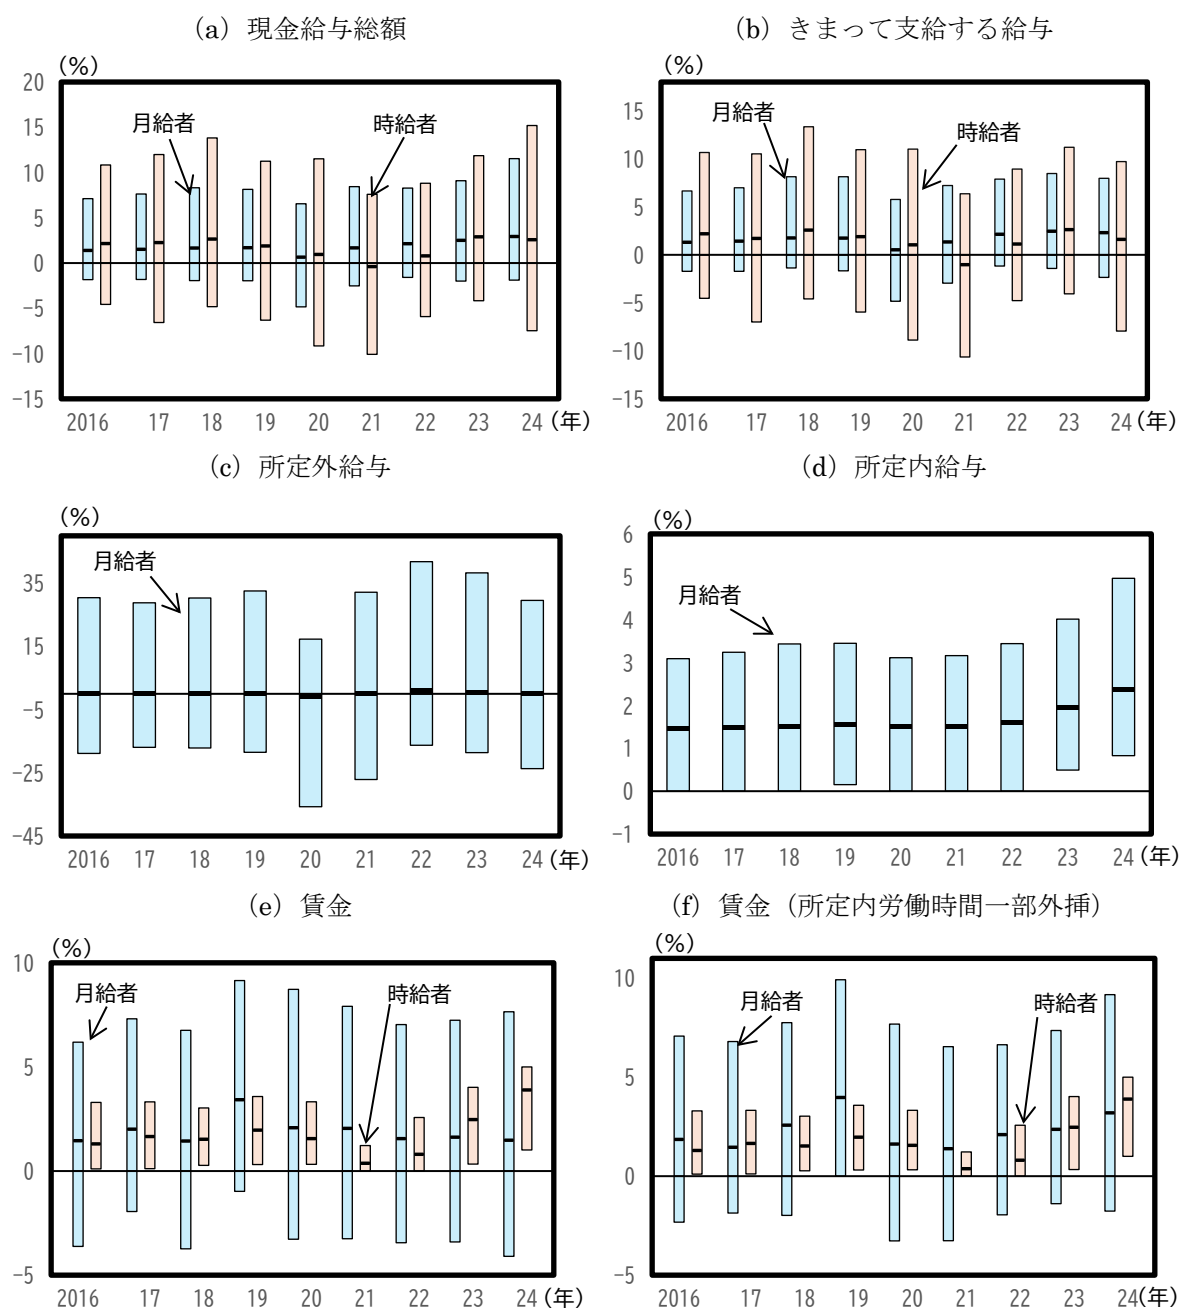 (a) 現金給与総額
(%)
20
15
10
5
0
−5
−10
−15
月給者
時給者
2016 17 18 19 20 21 22 23 24 (年)
(b) きまって支給する給与
(%)
15
10
5
0
−5
−10
−15
月給者
時給者
2016 17 18 19 20 21 22 23 24 (年)
(c) 所定外給与
(%)
35
15
−5
−25
−45
月給者
2016 17 18 19 20 21 22 23 24 (年)
(d) 所定内給与
(%)
6
5
4
3
2
1
0
−1
月給者
2016 17 18 19 20 21 22 23 24 (年)
(e) 賃金
(%)
10
5
0
−5
月給者
時給者
2016 17 18 19 20 21 22 23 24 (年)
(f) 賃金（所定内労働時間一部外挿）
(%)
10
5
0
−5
月給者
時給者
2016 17 18 19 20 21 22 23 24 (年)